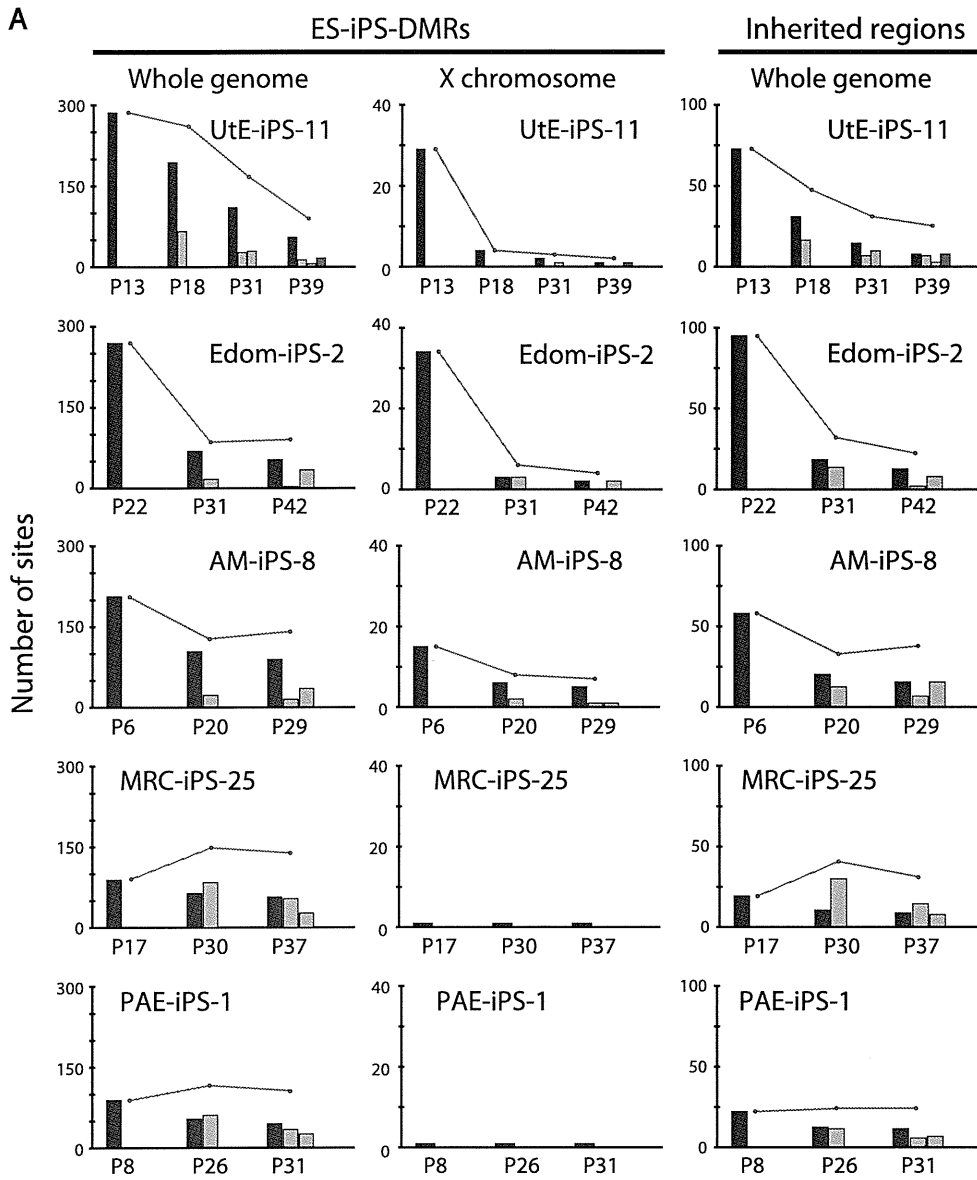 A
ES-iPS-DMRs Inherited regions
Whole genome X chromosome Whole genome
Number of sites
300 150 0 UtE-iPS-11
P13 P18 P31 P39
40 20 0 UtE-iPS-11
P13 P18 P31 P39
100 50 0 UtE-iPS-11
P13 P18 P31 P39
300 150 0 Edom-iPS-2
P22 P31 P42
40 20 0 Edom-iPS-2
P22 P31 P42
100 50 0 Edom-iPS-2
P22 P31 P42
300 150 0 AM-iPS-8
P6 P20 P29
40 20 0 AM-iPS-8
P6 P20 P29
100 50 0 AM-iPS-8
P6 P20 P29
300 150 0 MRC-iPS-25
P17 P30 P37
40 20 0 MRC-iPS-25
P17 P30 P37
100 50 0 MRC-iPS-25
P17 P30 P37
300 150 0 PAE-iPS-1
P8 P26 P31
40 20 0 PAE-iPS-1
P8 P26 P31
100 50 0 PAE-iPS-1
P8 P26 P31